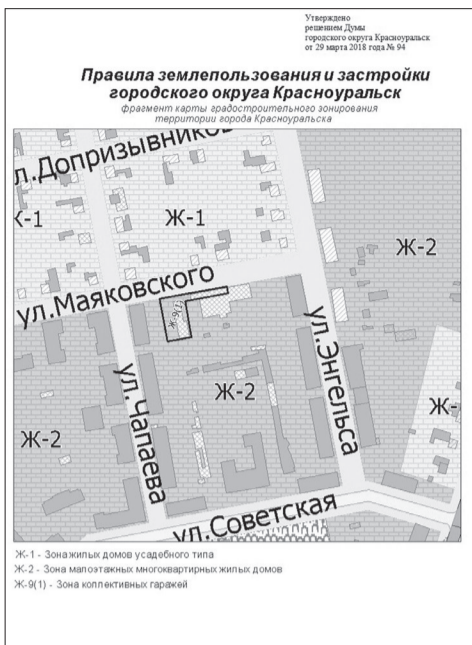 Утверждено
решением Думы
городского округа Красноуральск
от 29 марта 2018 года № 94
Правила землепользования и застройки
городского округа Красноуральск
фрагмент карты градостроительного зонирования
территории города Красноуральска
ул.Допризывников
Ж-1
Ж-1
Ж-2
ул.Маяковского
Ж-9(1)
ул.Чапаева
Ж-2
ул.Энгельса
Ж-
Ж-2
ул.Советская
Ж-1 - Зона жилых домов усадебного типа
Ж-2 - Зона малоэтажных многоквартирных жилых домов
Ж-9(1) - Зона коллективных гаражей